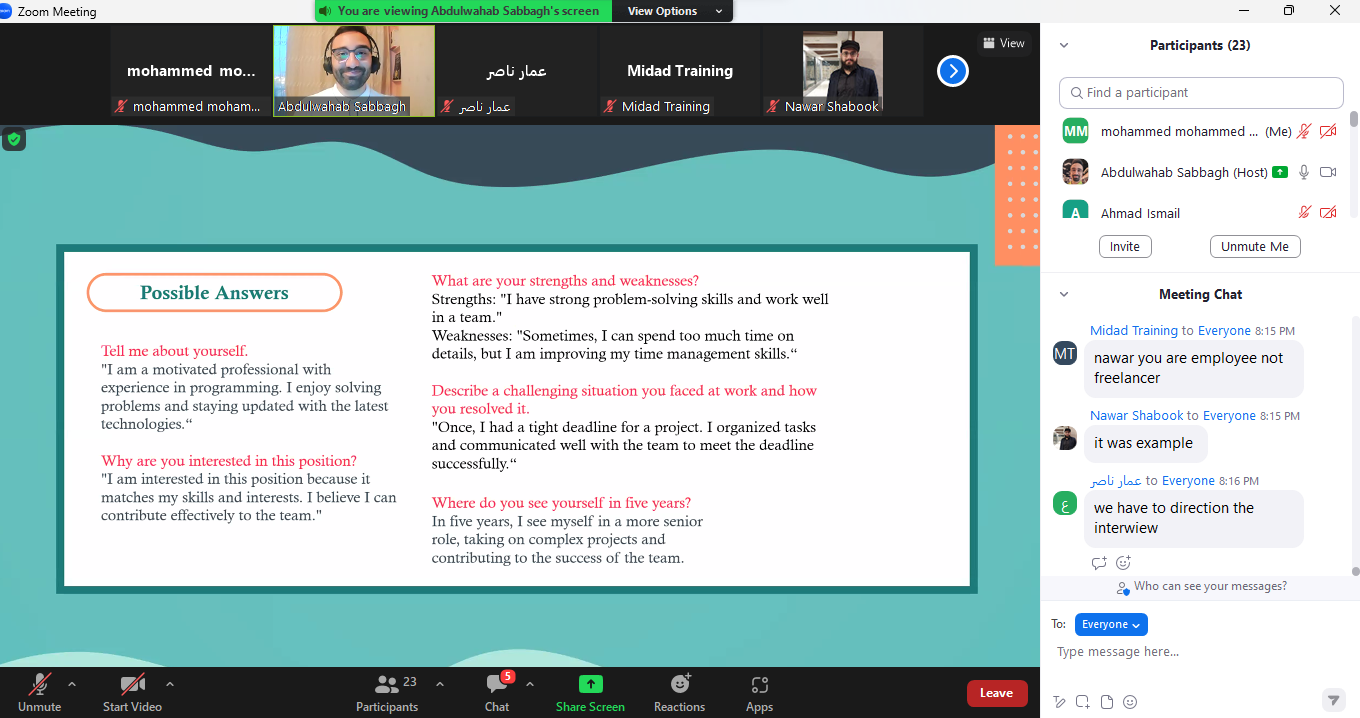 Zoom Meeting
You are viewing Abdulwahab Sabbagh's screen
View Options
mohammed mo...
mohammed moham...
Abdulwahab Sabbagh
عمار ناصر
عمار ناصر
Midad Training
Midad Training
Nawar Shabook
View
Possible Answers
Tell me about yourself.
"I am a motivated professional with
experience in programming. I enjoy solving
problems and staying updated with the latest
technologies.“
Why are you interested in this position?
"I am interested in this position because it
matches my skills and interests. I believe I can
contribute effectively to the team."
What are your strengths and weaknesses?
Strengths: "I have strong problem-solving skills and work well
in a team."
Weaknesses: "Sometimes, I can spend too much time on
details, but I am improving my time management skills.“
Describe a challenging situation you faced at work and how
you resolved it.
"Once, I had a tight deadline for a project. I organized tasks
and communicated well with the team to meet the deadline
successfully.“
Where do you see yourself in five years?
In five years, I see myself in a more senior
role, taking on complex projects and
contributing to the success of the team.
Participants (23)
Find a participant
MM
mohammed mohammed ... (Me)
Abdulwahab Sabbagh (Host)
A
Ahmad Ismail
Invite
Unmute Me
Meeting Chat
Midad Training to Everyone 8:15 PM
MT
nawar you are employee not
freelancer
Nawar Shabook to Everyone 8:15 PM
it was example
عمار ناصر to Everyone 8:16 PM
ع
we have to direction the
interwiew
Who can see your messages?
To: Everyone
Type message here...
Unmute
Start Video
23
Participants
5
Chat
Share Screen
Reactions
Apps
Leave